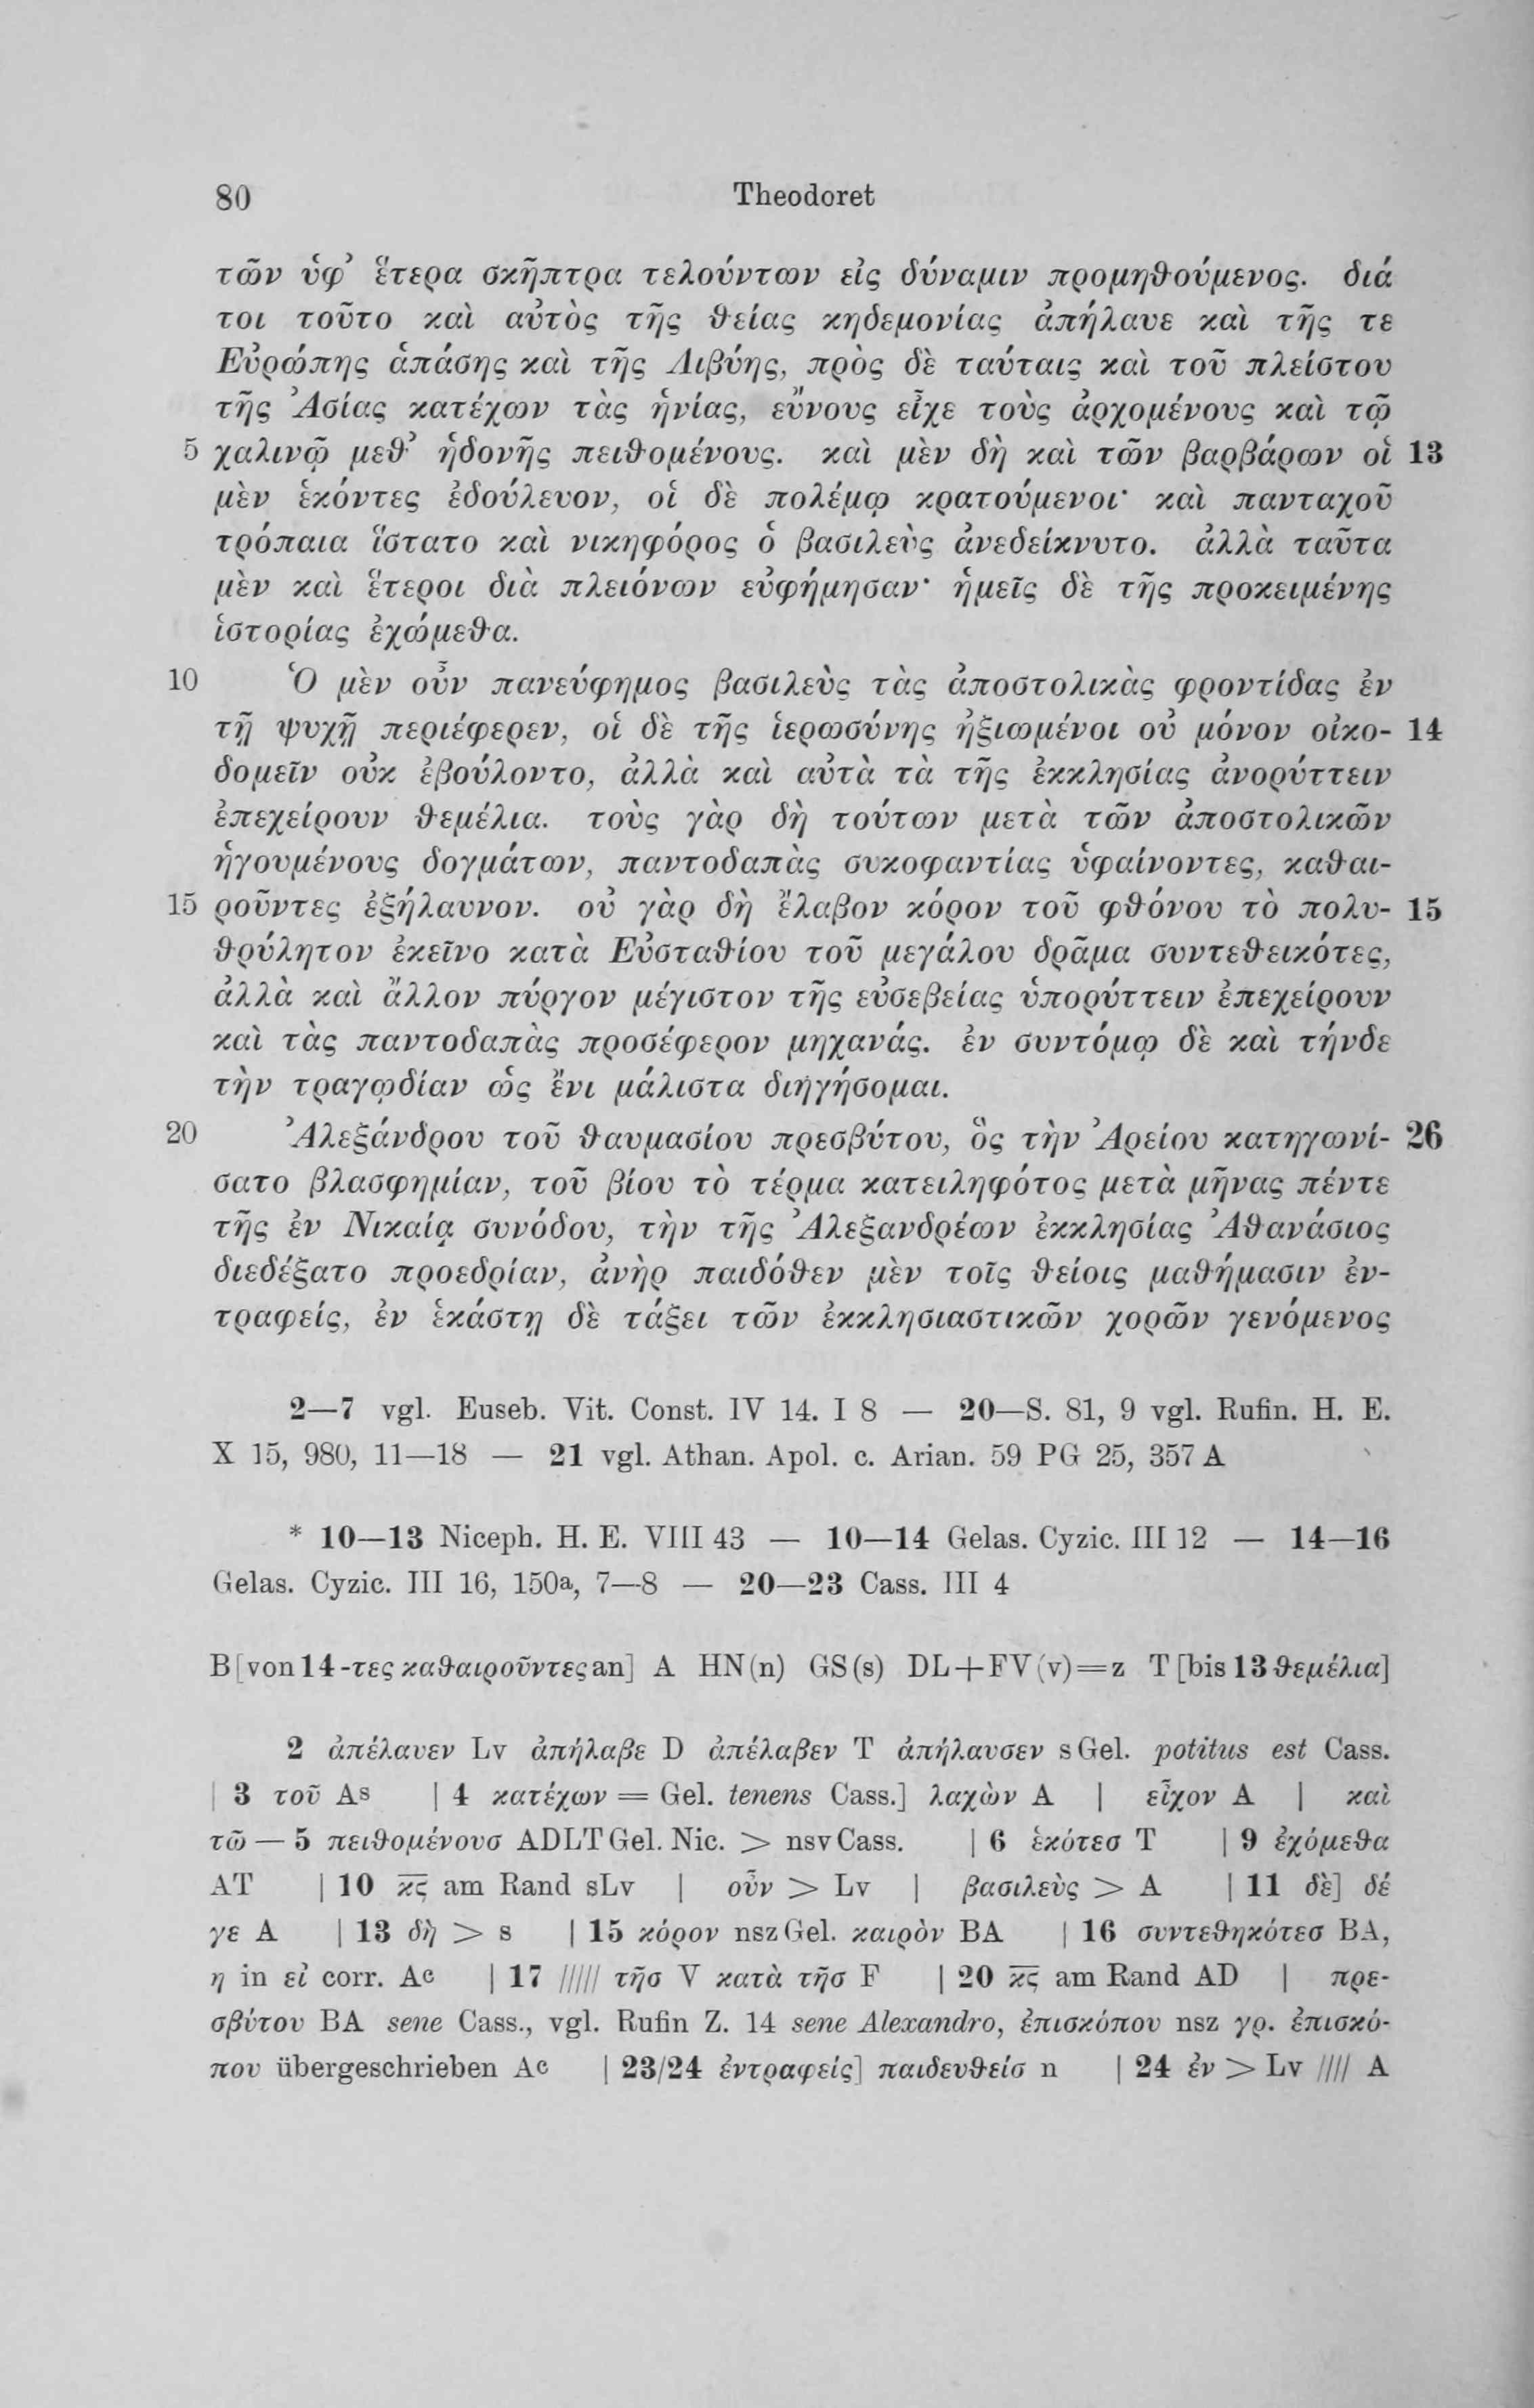 80 Theodoret
τῶν ὑφ’ ἕτερα σκῆπτρα τελούντων εἰς δύναμιν προμηθούμενος. διά
τοι τοῦτο καὶ αὐτὸς τῆς θείας κηδεμονίας ἀπήλαυε καὶ τῆς τε
Εὐρώπης ἁπάσης καὶ τῆς Λιβύης, πρὸς δὲ ταύταις καὶ τοῦ πλείστου
τῆς Ἀσίας κατέχων τὰς ἡνίας, εὔνους εἶχε τοὺς ἀρχομένους καὶ τῷ
5 χαλινῷ μεθ’ ἡδονῆς πειθομένους. καὶ μὲν δὴ καὶ τῶν βαρβάρων οἱ 13
μὲν ἑκόντες ἐδούλευον, οἱ δὲ πολέμῳ κρατούμενοι· καὶ πανταχοῦ
τρόπαια ἵστατο καὶ νικηφόρος ὁ βασιλεὺς ἀνεδείκνυτο. ἀλλὰ ταῦτα
μὲν καὶ ἕτεροι διὰ πλειόνων εὐφήμησαν· ἡμεῖς δὲ τῆς προκειμένης
ἱστορίας ἐχώμεθα.
10 Ὁ μὲν οὖν πανεύφημος βασιλεὺς τὰς ἀποστολικὰς φροντίδας ἐν
τῇ ψυχῇ περιέφερεν, οἱ δὲ τῆς ἱερωσύνης ἠξιωμένοι οὐ μόνον οἰκο- 14
δομεῖν οὐκ ἐβούλοντο, ἀλλὰ καὶ αὐτὰ τὰ τῆς ἐκκλησίας ἀνορύττειν
ἐπεχείρουν θεμέλια. τοὺς γὰρ δὴ τούτων μετὰ τῶν ἀποστολικῶν
ἡγουμένους δογμάτων, παντοδαπὰς συκοφαντίας ὑφαίνοντες, καθαι-
15 ροῦντες ἐξήλαυνον. οὐ γὰρ δὴ ἔλαβον κόρον τοῦ φθόνου τὸ πολυ- 15
θρύλητον ἐκεῖνο κατὰ Εὐσταθίου τοῦ μεγάλου δρᾶμα συντεθεικότες,
ἀλλὰ καὶ ἄλλον πύργον μέγιστον τῆς εὐσεβείας ὑπορύττειν ἐπεχείρουν
καὶ τὰς παντοδαπὰς προσέφερον μηχανάς. ἐν συντόμῳ δὲ καὶ τήνδε
τὴν τραγῳδίαν ὡς ἔνι μάλιστα διηγήσομαι.
20 Ἀλεξάνδρου τοῦ θαυμασίου πρεσβύτου, ὃς τὴν Ἀρείου κατηγωνί- 26
σατο βλασφημίαν, τοῦ βίου τὸ τέρμα κατειληφότος μετὰ μῆνας πέντε
τῆς ἐν Νικαίᾳ συνόδου, τὴν τῆς Ἀλεξανδρέων ἐκκλησίας Ἀθανάσιος
διεδέξατο προεδρίαν, ἀνὴρ παιδόθεν μὲν τοῖς θείοις μαθήμασιν ἐν-
τραφείς, ἐν ἑκάστῃ δὲ τάξει τῶν ἐκκλησιαστικῶν χορῶν γενόμενος
2—7 vgl. Euseb. Vit. Const. IV 14. I 8 — 20—S. 81, 9 vgl. Rufin. H. E.
X 15, 980, 11—18 — 21 vgl. Athan. Apol. c. Arian. 59 PG 25, 357 A
* 10—13 Niceph. H. E. VIII 43 — 10—14 Gelas. Cyzic. III 12 — 14—16
Gelas. Cyzic. III 16, 150a, 7—8 — 20—23 Cass. III 4
B [von 14 -τες καθαιροῦντες an] A HN(n) GS(s) DL+FV(v)=z T [bis 13 θεμέλια]
2 ἀπέλαυεν Lv ἀπήλαβε D ἀπέλαβεν T ἀπήλαυσεν s Gel. potitus est Cass.
| 3 τοῦ As | 4 κατέχων = Gel. tenens Cass.] λαχὼν A | εἶχον A | καὶ
τῶ — 5 πειθομένουσ ADLT Gel. Nic. > nsv Cass. | 6 ἑκότεσ T | 9 ἐχόμεθα
AT | 10 κ̅ς̅ am Rand sLv | οὖν > Lv | βασιλεὺς > A | 11 δὲ] δέ
γε A | 13 δὴ > s | 15 κόρον nsz Gel. καιρὸν BA | 16 συντεθηκότεσ BA,
η in εἰ corr. Ac | 17 ///// τῆσ V κατὰ τῆσ F | 20 κ̅ς̅ am Rand AD | πρε-
σβύτου BA sene Cass., vgl. Rufin Z. 14 sene Alexandro, ἐπισκόπου nsz γρ. ἐπισκό-
που übergeschrieben Ac | 23/24 ἐντραφείς] παιδευθείσ n | 24 ἐν > Lv //// A